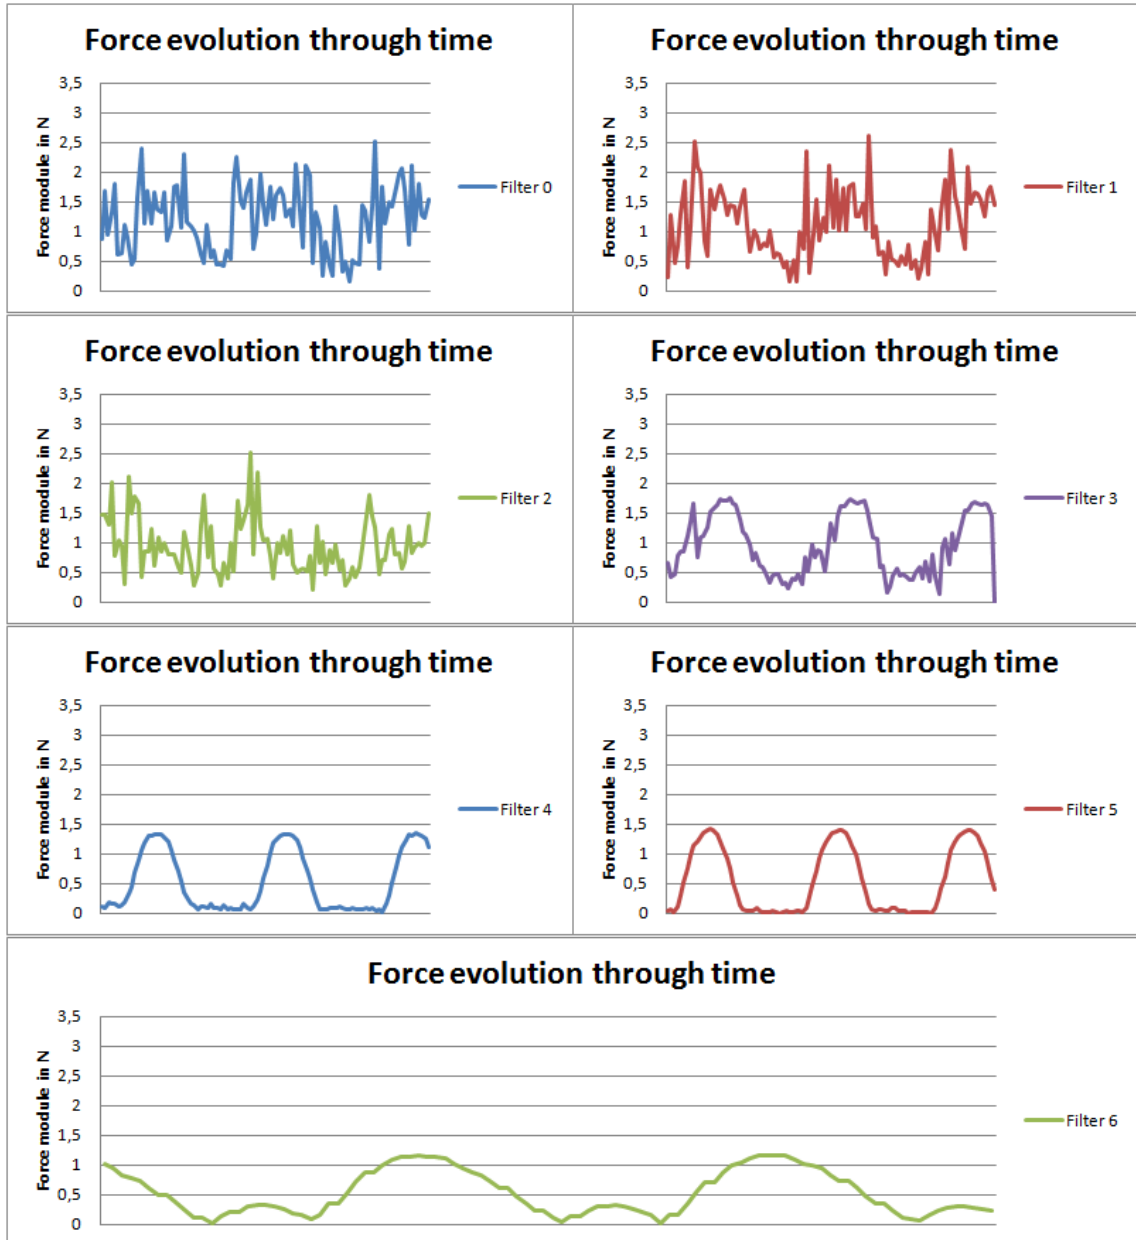 Force evolution through time
Force module in N
3,5
3
2,5
2
1,5
1
0,5
0
Filter 0
Force evolution through time
Force module in N
3,5
3
2,5
2
1,5
1
0,5
0
Filter 1
Force evolution through time
Force module in N
3,5
3
2,5
2
1,5
1
0,5
0
Filter 2
Force evolution through time
Force module in N
3,5
3
2,5
2
1,5
1
0,5
0
Filter 3
Force evolution through time
Force module in N
3,5
3
2,5
2
1,5
1
0,5
0
Filter 4
Force evolution through time
Force module in N
3,5
3
2,5
2
1,5
1
0,5
0
Filter 5
Force evolution through time
Force module in N
3,5
3
2,5
2
1,5
1
0,5
0
Filter 6